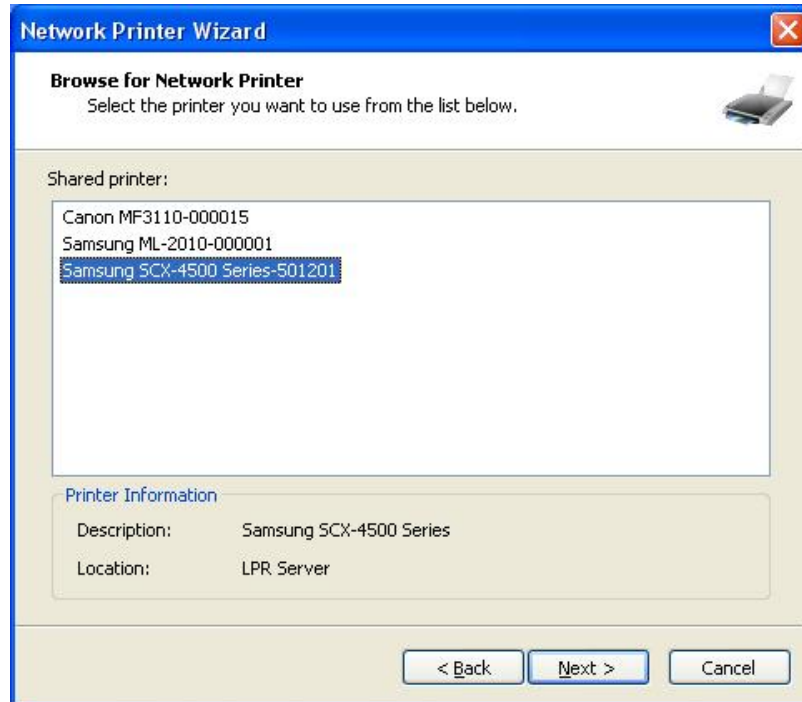 Network Printer Wizard
Browse for Network Printer
Select the printer you want to use from the list below.
Shared printer:
Canon MF3110-000015
Samsung ML-2010-000001
Samsung SCX-4500 Series-501201
Printer Information
Description: Samsung SCX-4500 Series
Location: LPR Server
< Back Next > Cancel